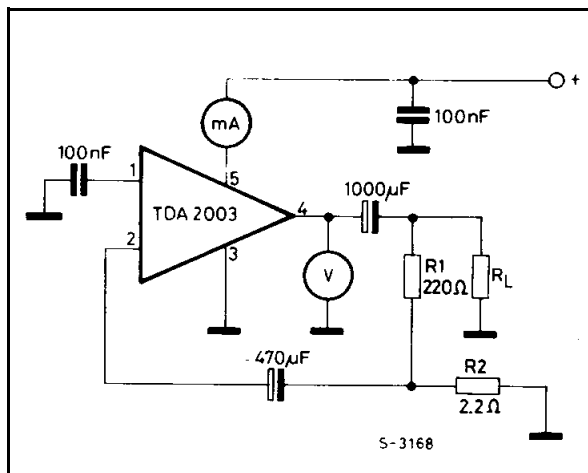 +
mA
100nF
100nF
1
5
1000µF
TDA 2003
4
2
3
V
R1
220Ω
RL
470µF
R2
2.2Ω
S-3168